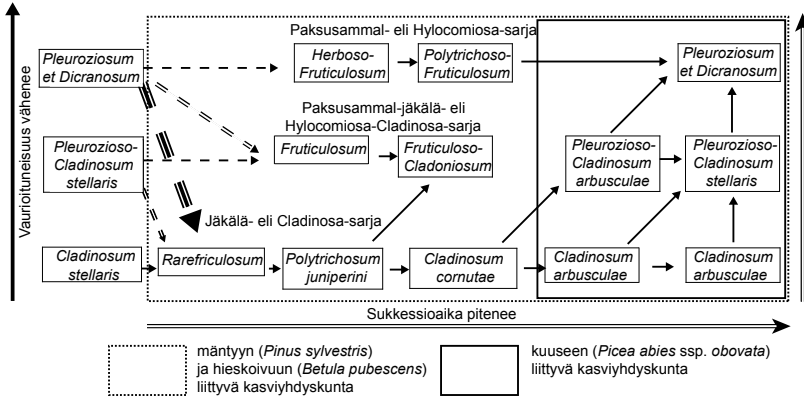 Paksusammal- eli Hylocomiosa-sarja
Pleuroziosum
et Dicranosum
Herboso-
Fruticulosum
Polytrichoso-
Fruticulosum
Pleuroziosum
et Dicranosum
Paksusammal-jäkälä- eli
Hylocomiosa-Cladinosa-sarja
Pleurozioso-
Cladinosum
stellaris
Fruticulosum
Fruticuloso-
Cladoniosum
Pleurozioso-
Cladinosum
arbusculae
Pleurozioso-
Cladinosum
stellaris
Jäkälä- eli Cladinosa-sarja
Cladinosum
stellaris
Rarefriculosum
Polytrichosum
juniperini
Cladinosum
cornutae
Cladinosum
arbusculae
Cladinosum
arbusculae
Vaurioituneisuus vähenee
Sukkessioaika pitenee
mäntyyn (Pinus sylvestris)
ja hieskoivuun (Betula pubescens)
liittyvä kasviyhdyskunta
kuuseen (Picea abies ssp. obovata)
liittyvä kasviyhdyskunta